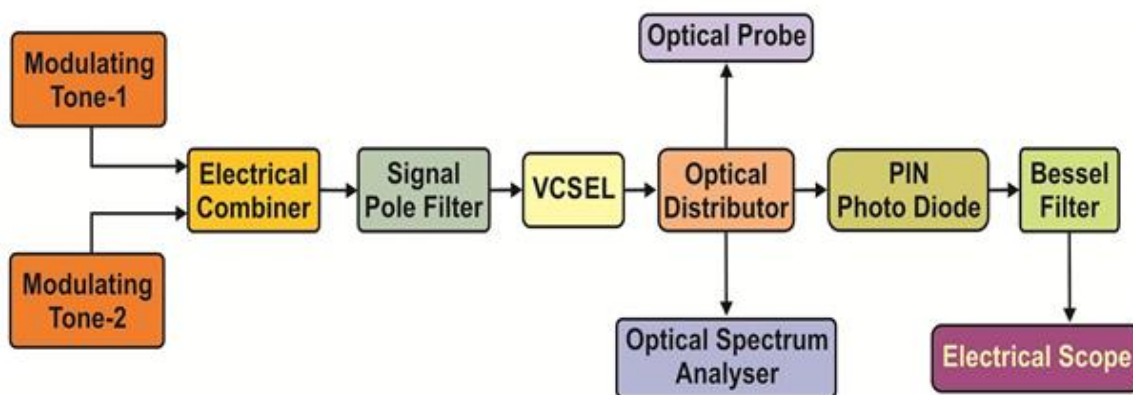 Modulating
Tone-1
Modulating
Tone-2
Electrical
Combiner
Signal
Pole Filter
VCSEL
Optical Probe
Optical
Distributor
Optical Spectrum
Analyser
PIN
Photo Diode
Bessel
Filter
Electrical Scope